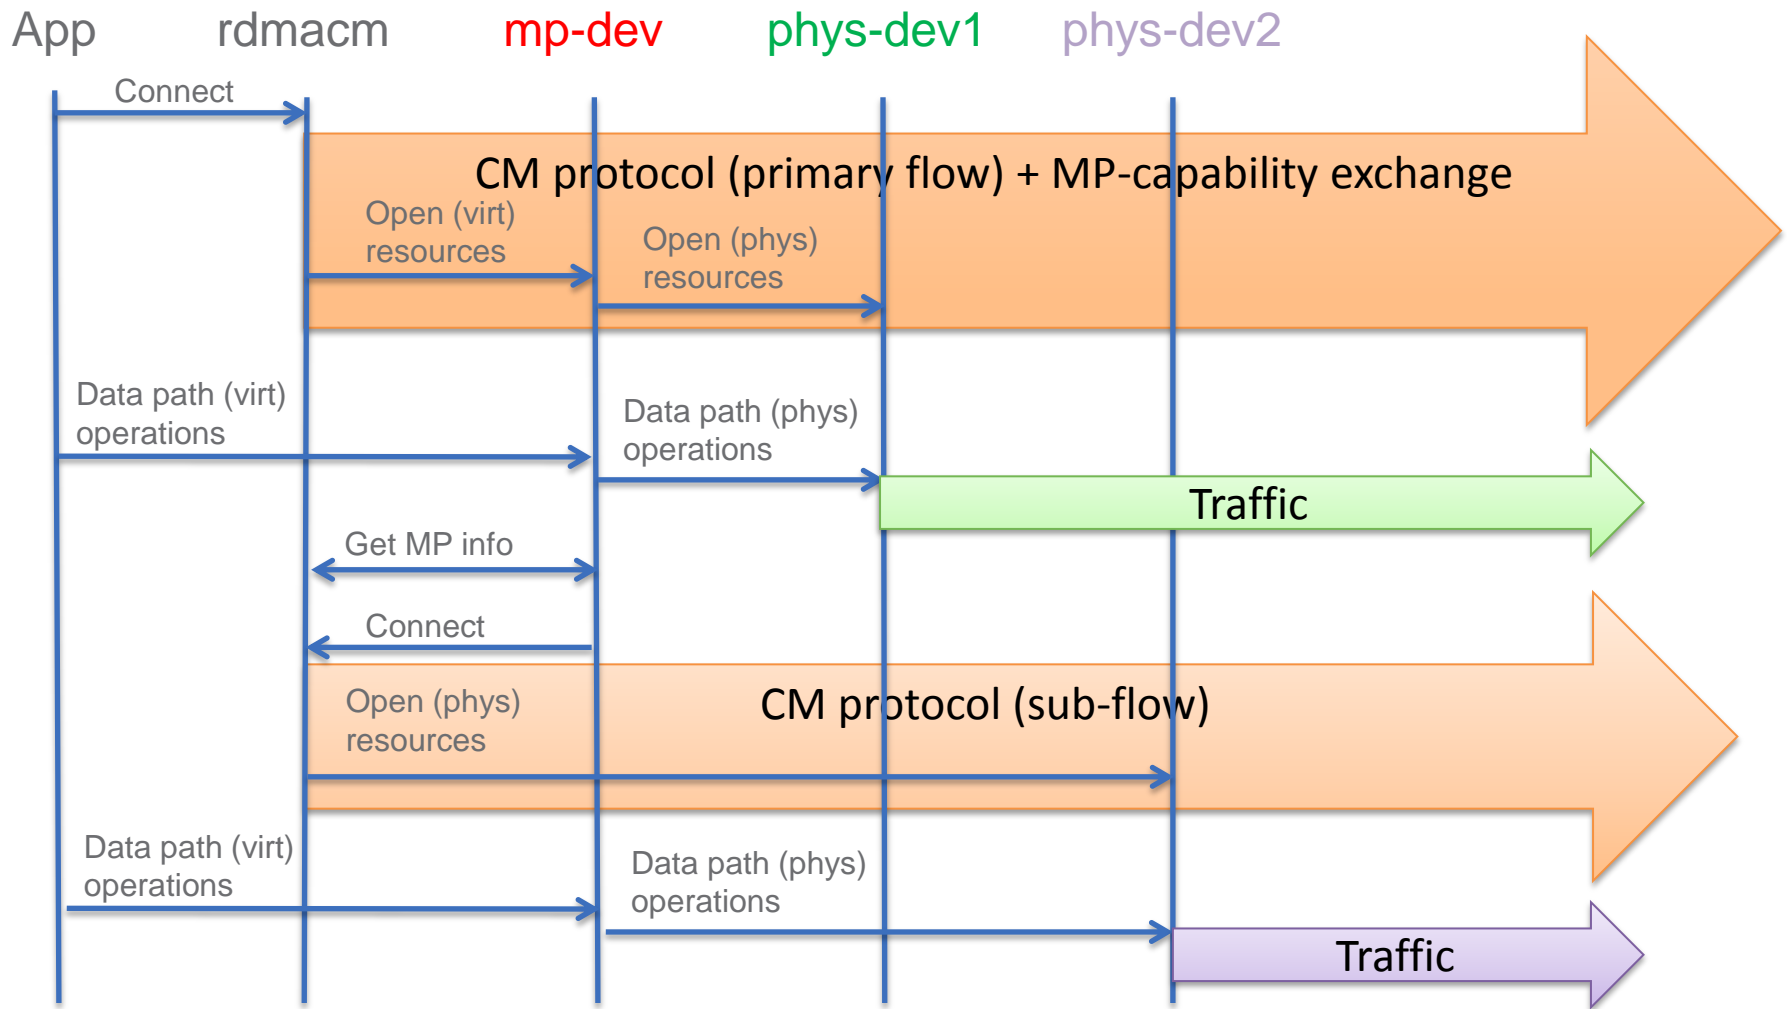 App rdmacm mp-dev phys-dev1 phys-dev2
Connect
CM protocol (primary flow) + MP-capability exchange
Open (virt)
resources
Open (phys)
resources
Data path (virt)
operations
Data path (phys)
operations
Traffic
Get MP info
Connect
CM protocol (sub-flow)
Open (phys)
resources
Data path (virt)
operations
Data path (phys)
operations
Traffic